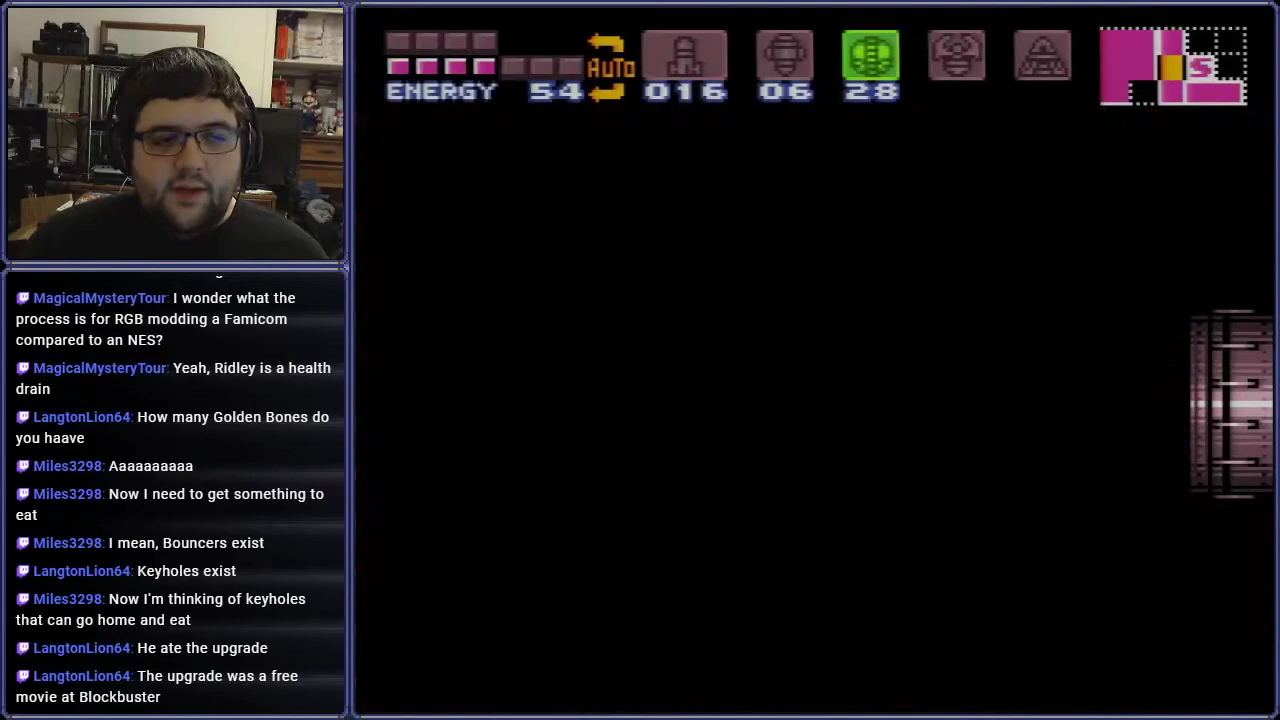 AUTO
ENERGY 54 016 06 28
S
MagicalMysteryTour: I wonder what the
process is for RGB modding a Famicom
compared to an NES?
MagicalMysteryTour: Yeah, Ridley is a health
drain
LangtonLion64: How many Golden Bones do
you haave
Miles3298: Aaaaaaaaaa
Miles3298: Now I need to get something to
eat
Miles3298: I mean, Bouncers exist
LangtonLion64: Keyholes exist
Miles3298: Now I'm thinking of keyholes
that can go home and eat
LangtonLion64: He ate the upgrade
LangtonLion64: The upgrade was a free
movie at Blockbuster